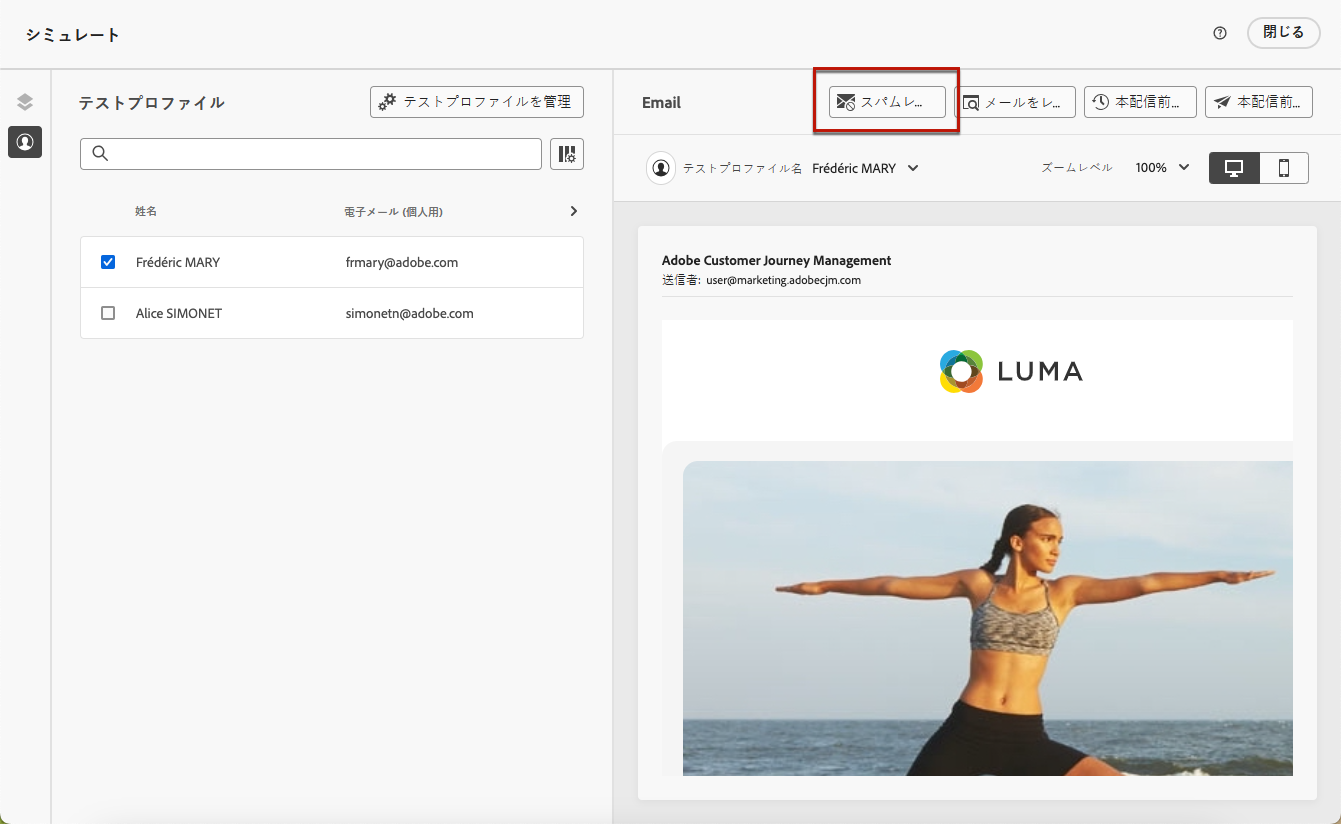 シミュレート
閉じる
テストプロファイル
テストプロファイルを管理
姓名 電子メール (個人用)
Frédéric MARY frmary@adobe.com
Alice SIMONET simonetn@adobe.com
Email
スパムレ...
メールをレ...
本配信前...
本配信前...
テストプロファイル名 Frédéric MARY
ズームレベル 100%
Adobe Customer Journey Management
送信者: user@marketing.adobecjm.com
LUMA